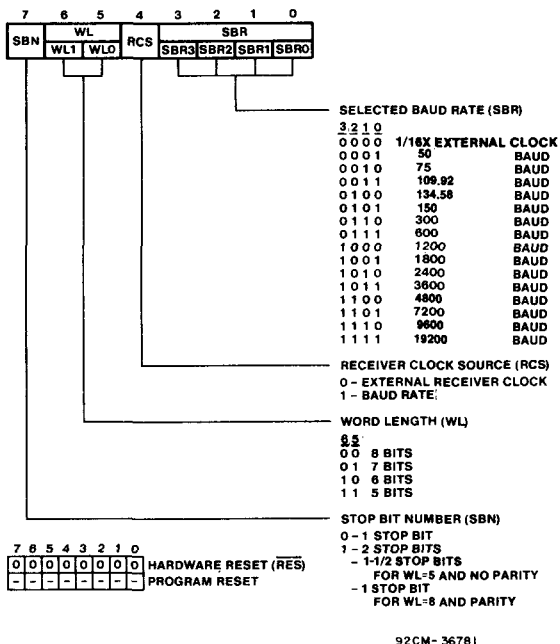 7 6 5 4 3 2 1 0
SBN WL RCS SBR
WL1 WL0 SBR3 SBR2 SBR1 SBR0
SELECTED BAUD RATE (SBR)
3 2 1 0
0 0 0 0 1/16X EXTERNAL CLOCK
0 0 0 1 50 BAUD
0 0 1 0 75 BAUD
0 0 1 1 109.92 BAUD
0 1 0 0 134.58 BAUD
0 1 0 1 150 BAUD
0 1 1 0 300 BAUD
0 1 1 1 600 BAUD
1 0 0 0 1200 BAUD
1 0 0 1 1800 BAUD
1 0 1 0 2400 BAUD
1 0 1 1 3600 BAUD
1 1 0 0 4800 BAUD
1 1 0 1 7200 BAUD
1 1 1 0 9600 BAUD
1 1 1 1 19200 BAUD
RECEIVER CLOCK SOURCE (RCS)
0 - EXTERNAL RECEIVER CLOCK
1 - BAUD RATE
WORD LENGTH (WL)
6 5
0 0 8 BITS
0 1 7 BITS
1 0 6 BITS
1 1 5 BITS
STOP BIT NUMBER (SBN)
0 - 1 STOP BIT
1 - 2 STOP BITS
- 1-1/2 STOP BITS
FOR WL=5 AND NO PARITY
- 1 STOP BIT
FOR WL=8 AND PARITY
7 6 5 4 3 2 1 0
0 0 0 0 0 0 0 0 HARDWARE RESET (RES)
- - - - - - - - PROGRAM RESET
92CM-36781